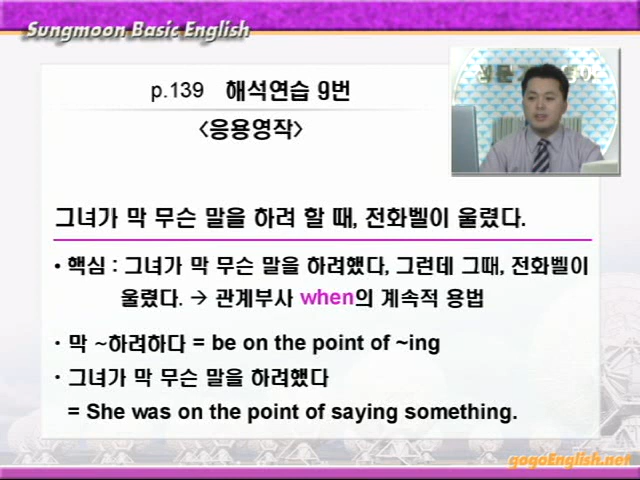 Sungmoon Basic English
p.139 해석연습 9번
<응용영작>
그녀가 막 무슨 말을 하려 할 때, 전화벨이 울렸다.
• 핵심 : 그녀가 막 무슨 말을 하려했다, 그런데 그때, 전화벨이
울렸다. → 관계부사 when의 계속적 용법
• 막 ~하려하다 = be on the point of ~ing
• 그녀가 막 무슨 말을 하려했다
= She was on the point of saying something.
gogoEnglish.net